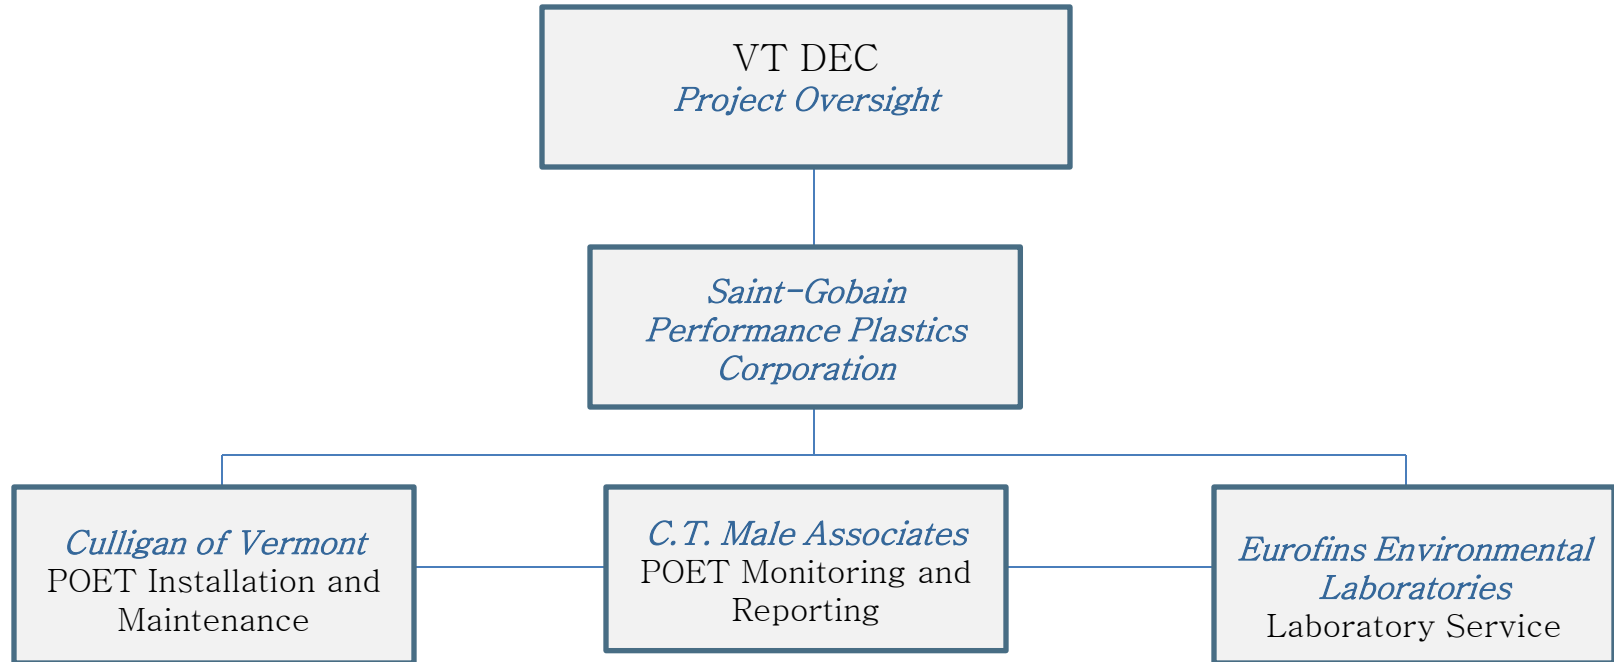 VT DEC
Project Oversight
Saint-Gobain
Performance Plastics
Corporation
Culligan of Vermont
POET Installation and
Maintenance
C.T. Male Associates
POET Monitoring and
Reporting
Eurofins Environmental
Laboratories
Laboratory Service